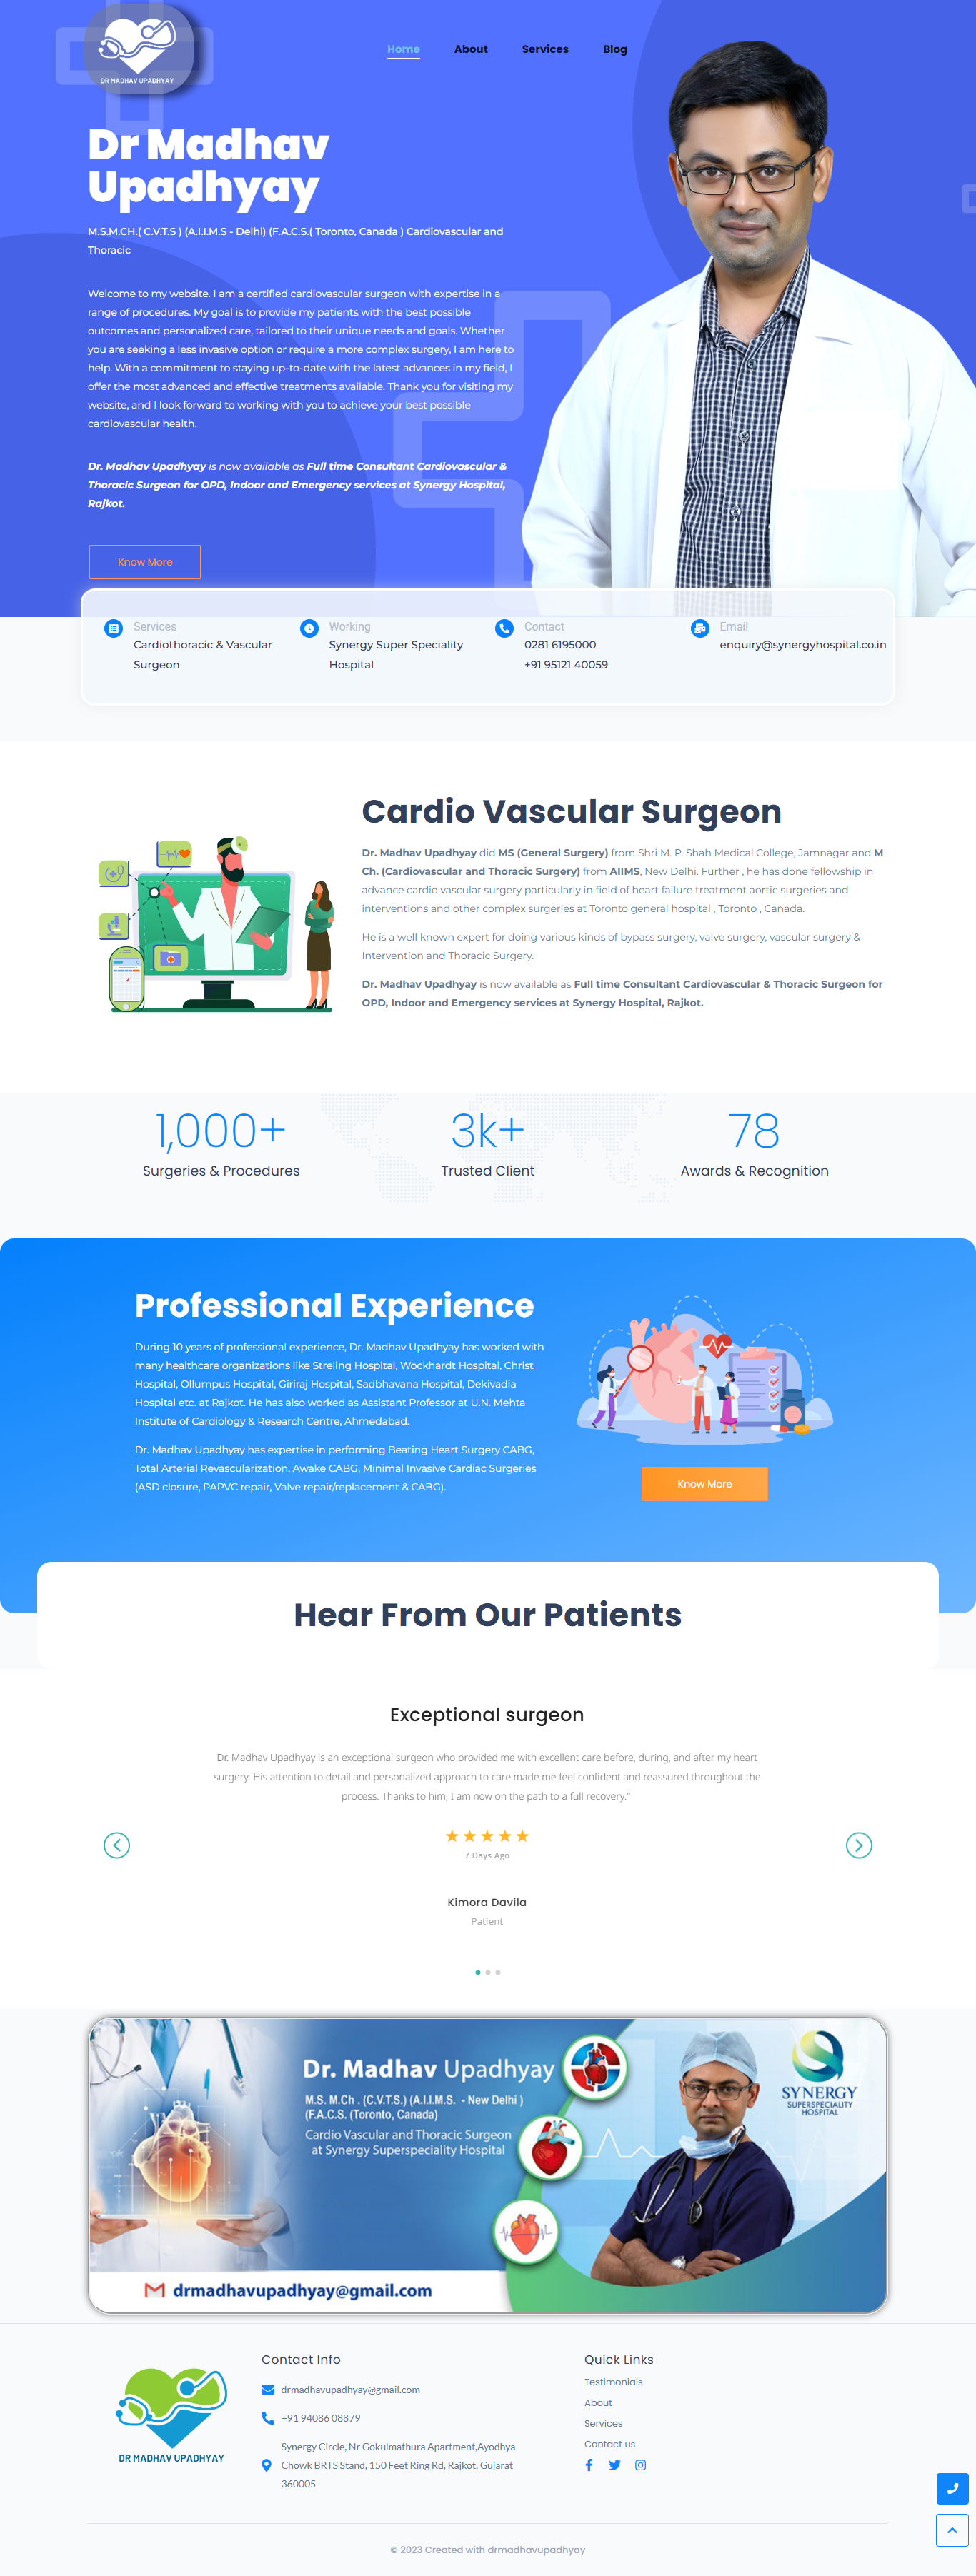 DR MADHAV UPADHYAY
Home
About
Services
Blog
Dr Madhav
Upadhyay
M.S.M.CH.( C.V.T.S ) (A.I.I.M.S - Delhi) (F.A.C.S.( Toronto, Canada ) Cardiovascular and
Thoracic
Welcome to my website. I am a certified cardiovascular surgeon with expertise in a
range of procedures. My goal is to provide my patients with the best possible
outcomes and personalized care, tailored to their unique needs and goals. Whether
you are seeking a less invasive option or require a more complex surgery, I am here to
help. With a commitment to staying up-to-date with the latest advances in my field, I
offer the most advanced and effective treatments available. Thank you for visiting my
website, and I look forward to working with you to achieve your best possible
cardiovascular health.
Dr. Madhav Upadhyay is now available as Full time Consultant Cardiovascular &
Thoracic Surgeon for OPD, Indoor and Emergency services at Synergy Hospital,
Rajkot.
Know More
Services
Cardiothoracic & Vascular
Surgeon
Working
Synergy Super Speciality
Hospital
Contact
0281 6195000
+91 95121 40059
Email
enquiry@synergyhospital.co.in
Cardio Vascular Surgeon
Dr. Madhav Upadhyay did MS (General Surgery) from Shri M. P. Shah Medical College, Jamnagar and M
Ch. (Cardiovascular and Thoracic Surgery) from AIIMS, New Delhi. Further , he has done fellowship in
advance cardio vascular surgery particularly in field of heart failure treatment aortic surgeries and
interventions and other complex surgeries at Toronto general hospital , Toronto , Canada.
He is a well known expert for doing various kinds of bypass surgery, valve surgery, vascular surgery &
Intervention and Thoracic Surgery.
Dr. Madhav Upadhyay is now available as Full time Consultant Cardiovascular & Thoracic Surgeon for
OPD, Indoor and Emergency services at Synergy Hospital, Rajkot.
1,000+
Surgeries & Procedures
3k+
Trusted Client
78
Awards & Recognition
Professional Experience
During 10 years of professional experience, Dr. Madhav Upadhyay has worked with
many healthcare organizations like Streling Hospital, Wockhardt Hospital, Christ
Hospital, Ollumpus Hospital, Giriraj Hospital, Sadbhavana Hospital, Dekivadia
Hospital etc. at Rajkot. He has also worked as Assistant Professor at U.N. Mehta
Institute of Cardiology & Research Centre, Ahmedabad.
Dr. Madhav Upadhyay has expertise in performing Beating Heart Surgery CABG,
Total Arterial Revascularization, Awake CABG, Minimal Invasive Cardiac Surgeries
(ASD closure, PAPVC repair, Valve repair/replacement & CABG).
Know More
Hear From Our Patients
Exceptional surgeon
Dr. Madhav Upadhyay is an exceptional surgeon who provided me with excellent care before, during, and after my heart
surgery. His attention to detail and personalized approach to care made me feel confident and reassured throughout the
process. Thanks to him, I am now on the path to a full recovery."
7 Days Ago
Kimora Davila
Patient
Dr. Madhav Upadhyay
M.S. M.Ch . (C.V.T.S.) (A.I.I.M.S. - New Delhi )
(F.A.C.S. (Toronto, Canada)
Cardio Vascular and Thoracic Surgeon
at Synergy Superspeciality Hospital
SYNERGY
SUPERSPECIALITY
HOSPITAL
drmadhavupadhyay@gmail.com
DR MADHAV UPADHYAY
Contact Info
drmadhavupadhyay@gmail.com
+91 94086 08879
Synergy Circle, Nr Gokulmathura Apartment,Ayodhya
Chowk BRTS Stand, 150 Feet Ring Rd, Rajkot, Gujarat
360005
Quick Links
Testimonials
About
Services
Contact us
© 2023 Created with drmadhavupadhyay